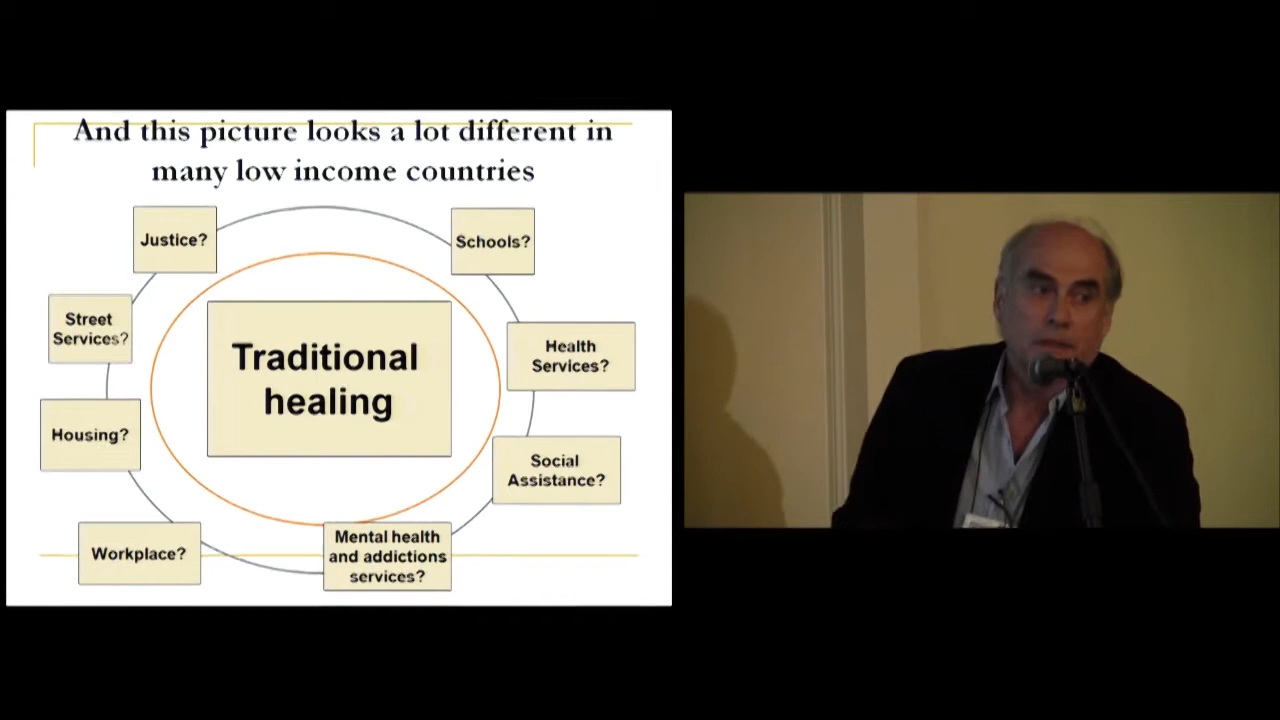 And this picture looks a lot different in
many low income countries
Justice?
Schools?
Street
Services?
Traditional
healing
Health
Services?
Housing?
Social
Assistance?
Workplace?
Mental health
and addictions
services?